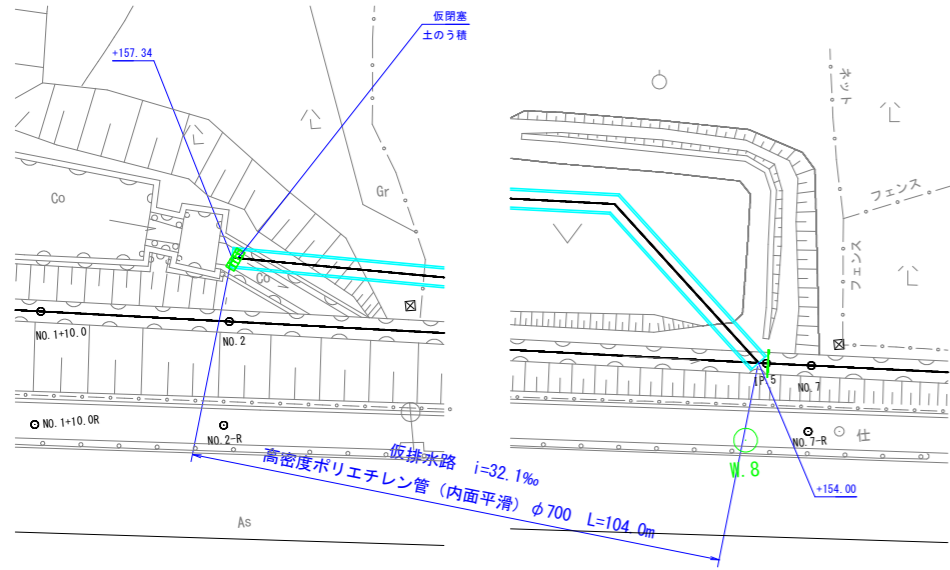 仮閉塞
土のう積
+157.34
ネット
フェンス
フェンス
Gr
Co
Co
NO.1+10.0
NO.2
IP.5
NO.7
NO.1+10.0R
NO.2-R
NO.7-R
仕
仮排水路 i=32.1‰
高密度ポリエチレン管（内面平滑）φ700 L=104.0m
W.8
+154.00
As